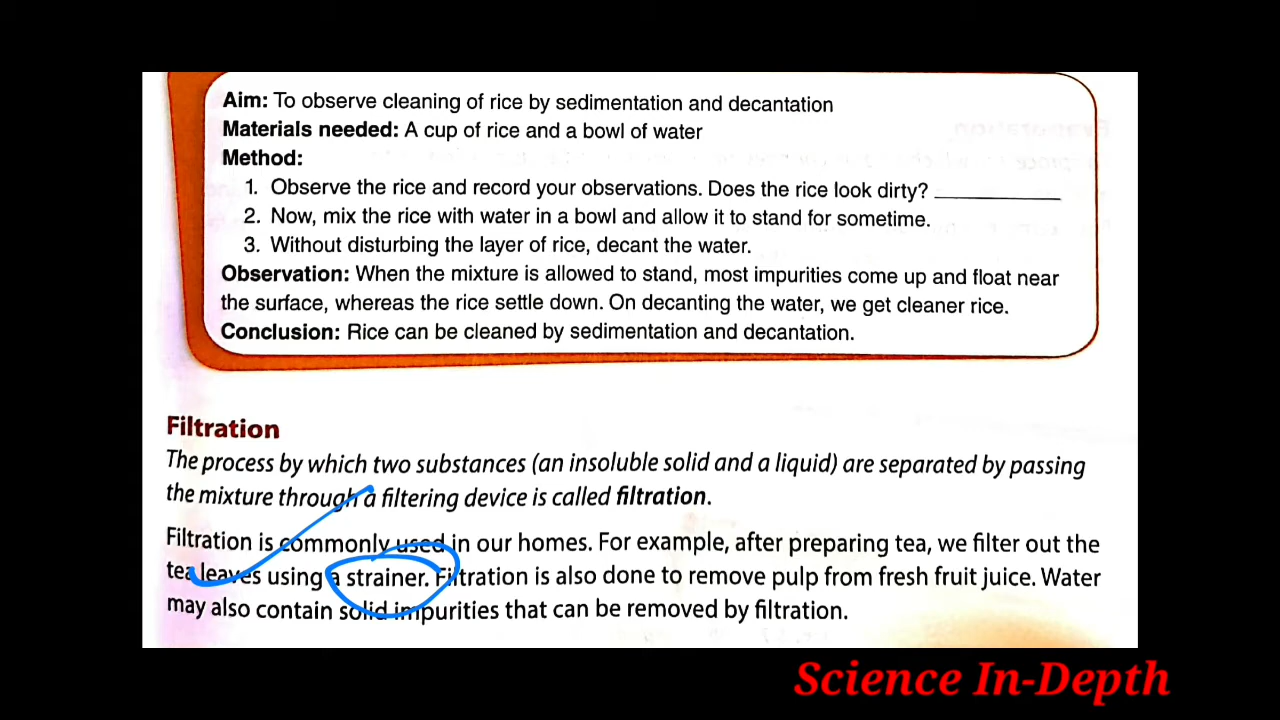 Aim: To observe cleaning of rice by sedimentation and decantation
Materials needed: A cup of rice and a bowl of water
Method:
1. Observe the rice and record your observations. Does the rice look dirty? ____________
2. Now, mix the rice with water in a bowl and allow it to stand for sometime.
3. Without disturbing the layer of rice, decant the water.
Observation: When the mixture is allowed to stand, most impurities come up and float near
the surface, whereas the rice settle down. On decanting the water, we get cleaner rice.
Conclusion: Rice can be cleaned by sedimentation and decantation.
Filtration
The process by which two substances (an insoluble solid and a liquid) are separated by passing
the mixture through a filtering device is called filtration.
Filtration is commonly used in our homes. For example, after preparing tea, we filter out the
tea leaves using a strainer. Filtration is also done to remove pulp from fresh fruit juice. Water
may also contain solid impurities that can be removed by filtration.
Science In-Depth